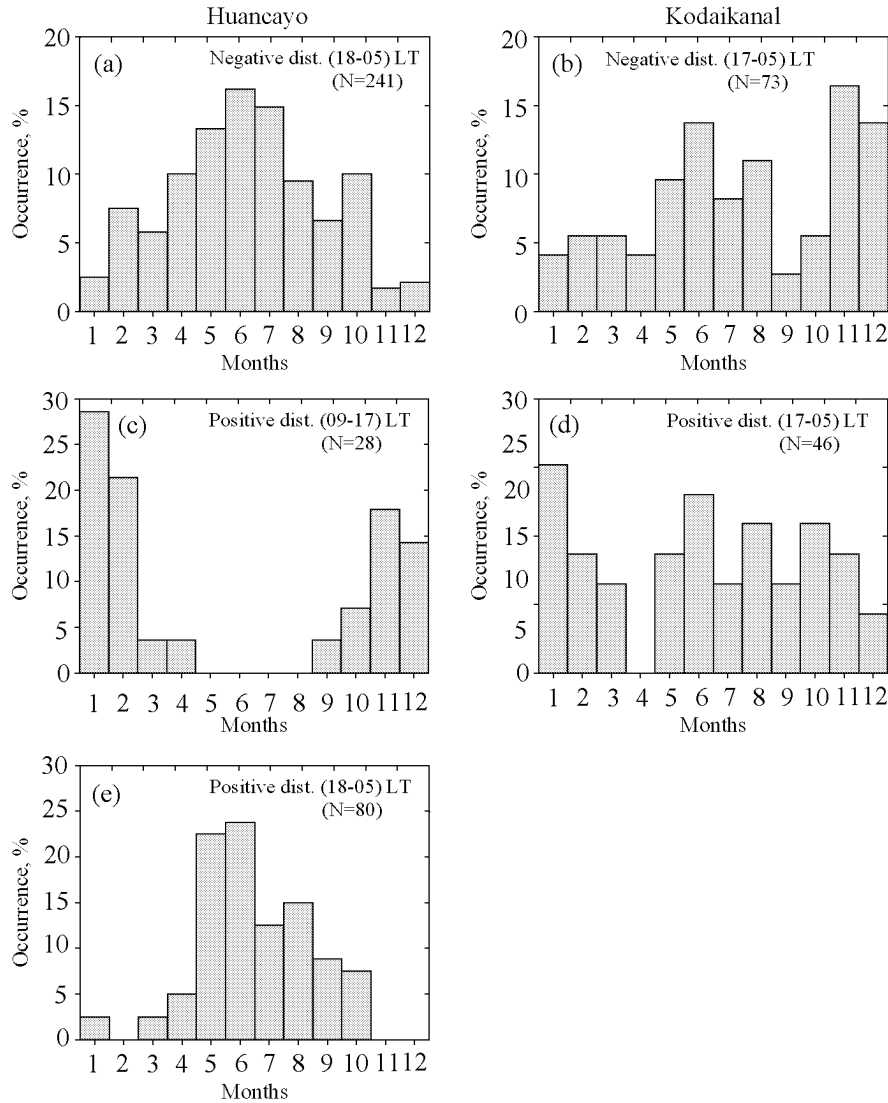 Huancayo
Kodaikanal
20
15
10
5
0
Occurrence, %
(a)
Negative dist. (18-05) LT
(N=241)
1 2 3 4 5 6 7 8 9 10 11 12
Months
20
15
10
5
0
Occurrence, %
(b)
Negative dist. (17-05) LT
(N=73)
1 2 3 4 5 6 7 8 9 10 11 12
Months
30
25
20
15
10
5
0
Occurrence, %
(c)
Positive dist. (09-17) LT
(N=28)
1 2 3 4 5 6 7 8 9 10 11 12
Months
30
25
20
15
10
5
0
Occurrence, %
(d)
Positive dist. (17-05) LT
(N=46)
1 2 3 4 5 6 7 8 9 10 11 12
Months
30
25
20
15
10
5
0
Occurrence, %
(e)
Positive dist. (18-05) LT
(N=80)
1 2 3 4 5 6 7 8 9 10 11 12
Months